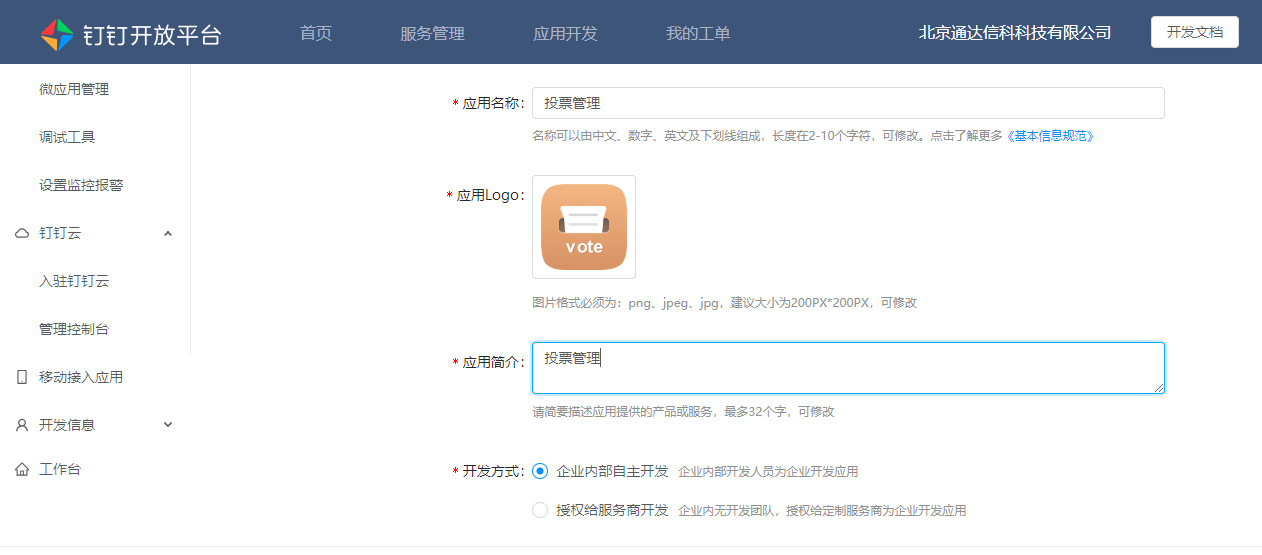 钉钉开放平台 首页 服务管理 应用开发 我的工单 北京通达信科科技有限公司 开发文档
微应用管理
调试工具
设置监控报警
钉钉云
入驻钉钉云
管理控制台
移动接入应用
开发信息
工作台
* 应用名称： 投票管理
名称可以由中文、数字、英文及下划线组成，长度在2-10个字符，可修改。点击了解更多《基本信息规范》
* 应用Logo：
vote
图片格式必须为：png、jpeg、jpg，建议大小为200PX*200PX，可修改
* 应用简介： 投票管理
请简要描述应用提供的产品或服务，最多32个字，可修改
* 开发方式： 企业内部自主开发 企业内部开发人员为企业开发应用
授权给服务商开发 企业内无开发团队，授权给定制服务商为企业开发应用